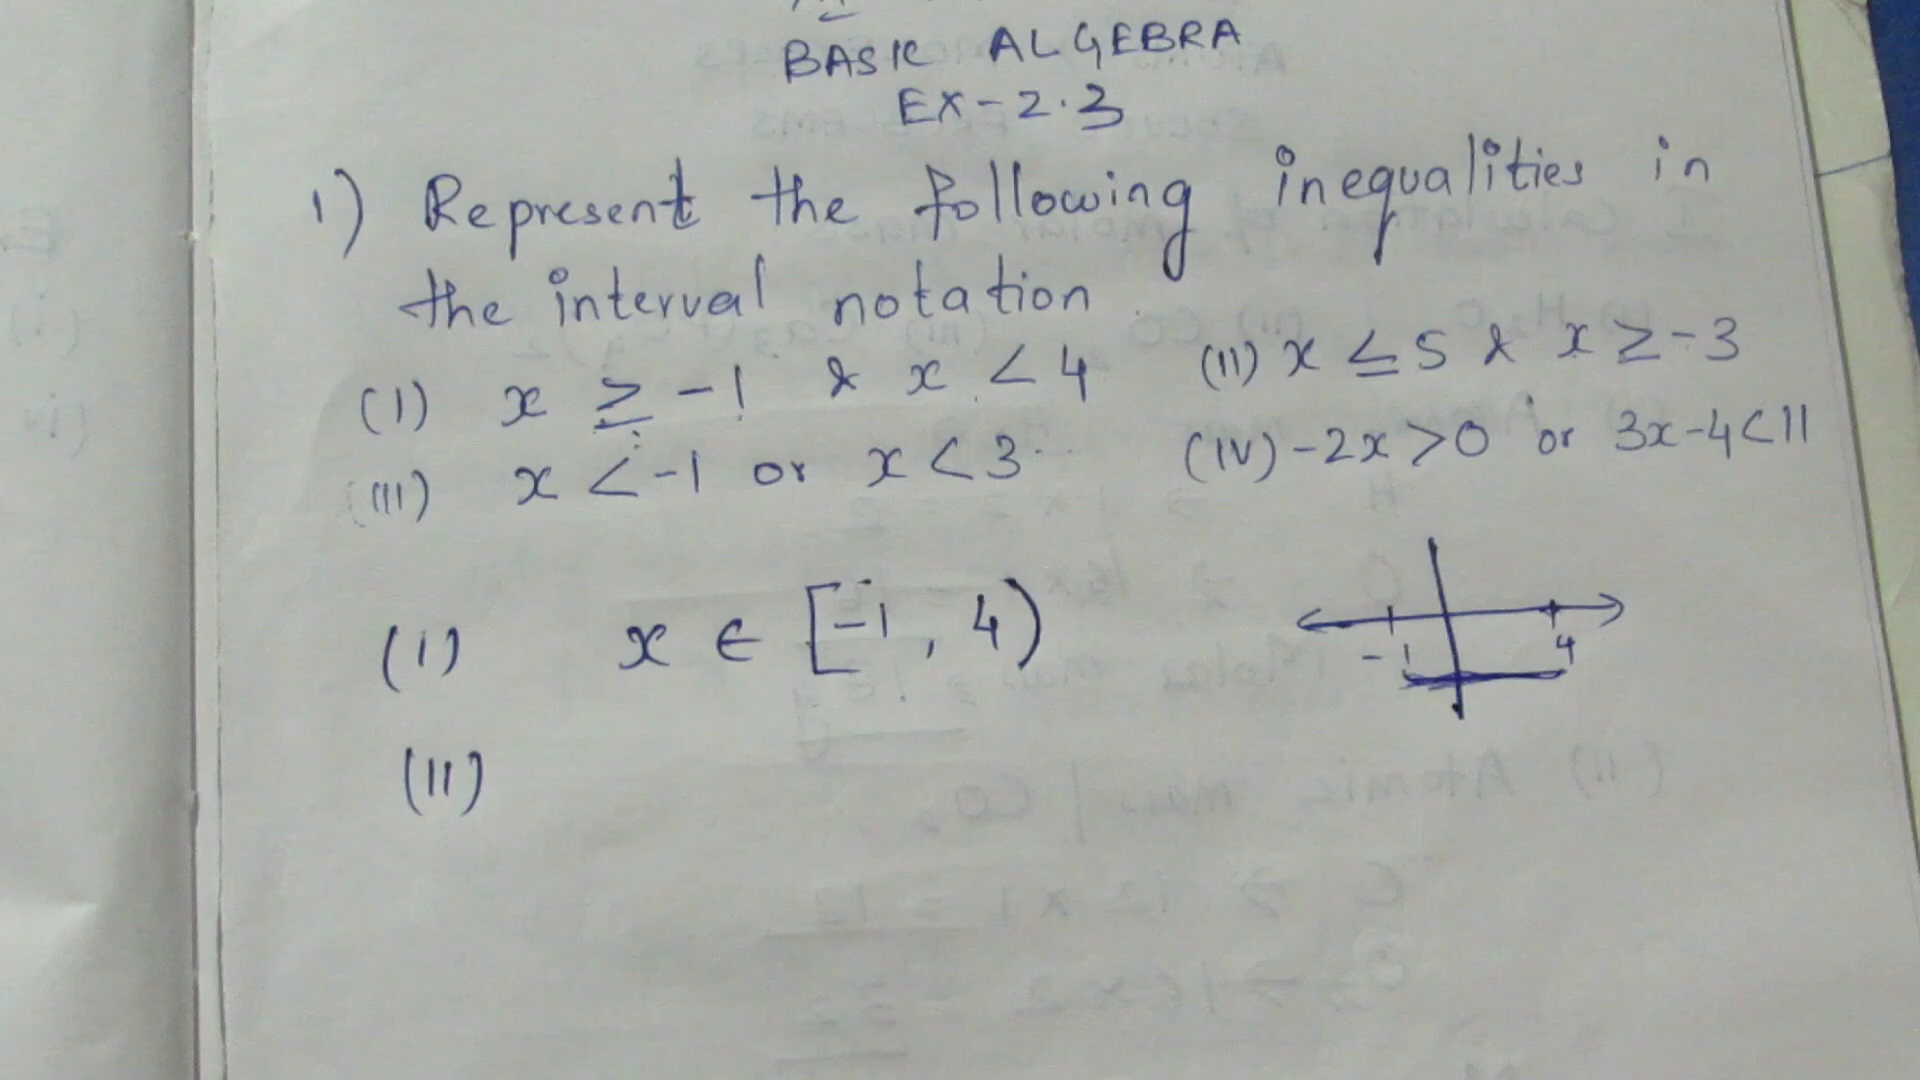 BASIC ALGEBRA
EX-2.3
1) Represent the following inequalities in
the interval notation
(I) x ≥ -1 & x < 4 (II) x ≤ 5 & x ≥ -3
(III) x < -1 or x < 3 (IV) -2x > 0 or 3x-4 < 11
(I) x ∈ [-1, 4)
-1 4
(II)